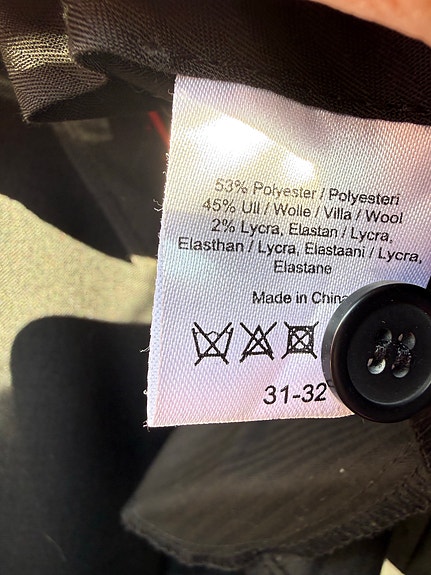 53% Polyester / Polyesteri
45% Ull / Wolle / Villa / Wool
2% Lycra, Elastan / Lycra,
Elasthan / Lycra, Elastaani / Lycra,
Elastane
Made in China
31-32